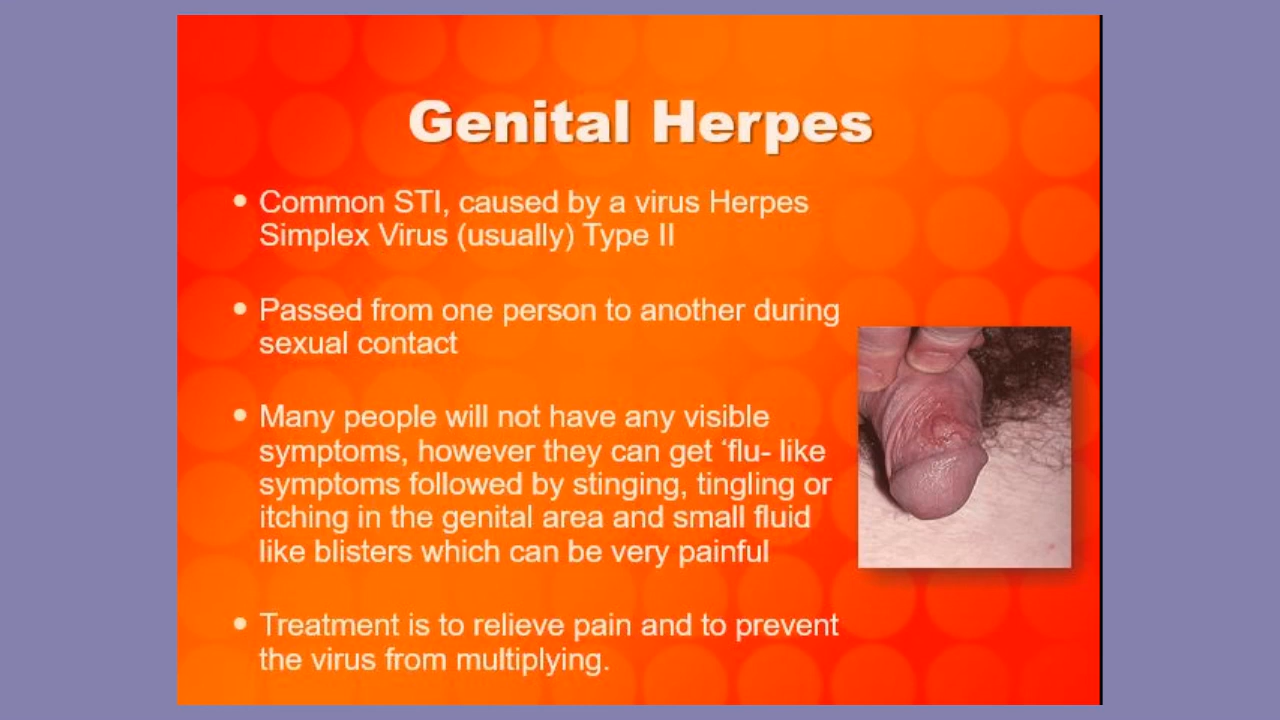 Genital Herpes
• Common STI, caused by a virus Herpes
Simplex Virus (usually) Type II
• Passed from one person to another during
sexual contact
• Many people will not have any visible
symptoms, however they can get ‘flu- like
symptoms followed by stinging, tingling or
itching in the genital area and small fluid
like blisters which can be very painful
• Treatment is to relieve pain and to prevent
the virus from multiplying.